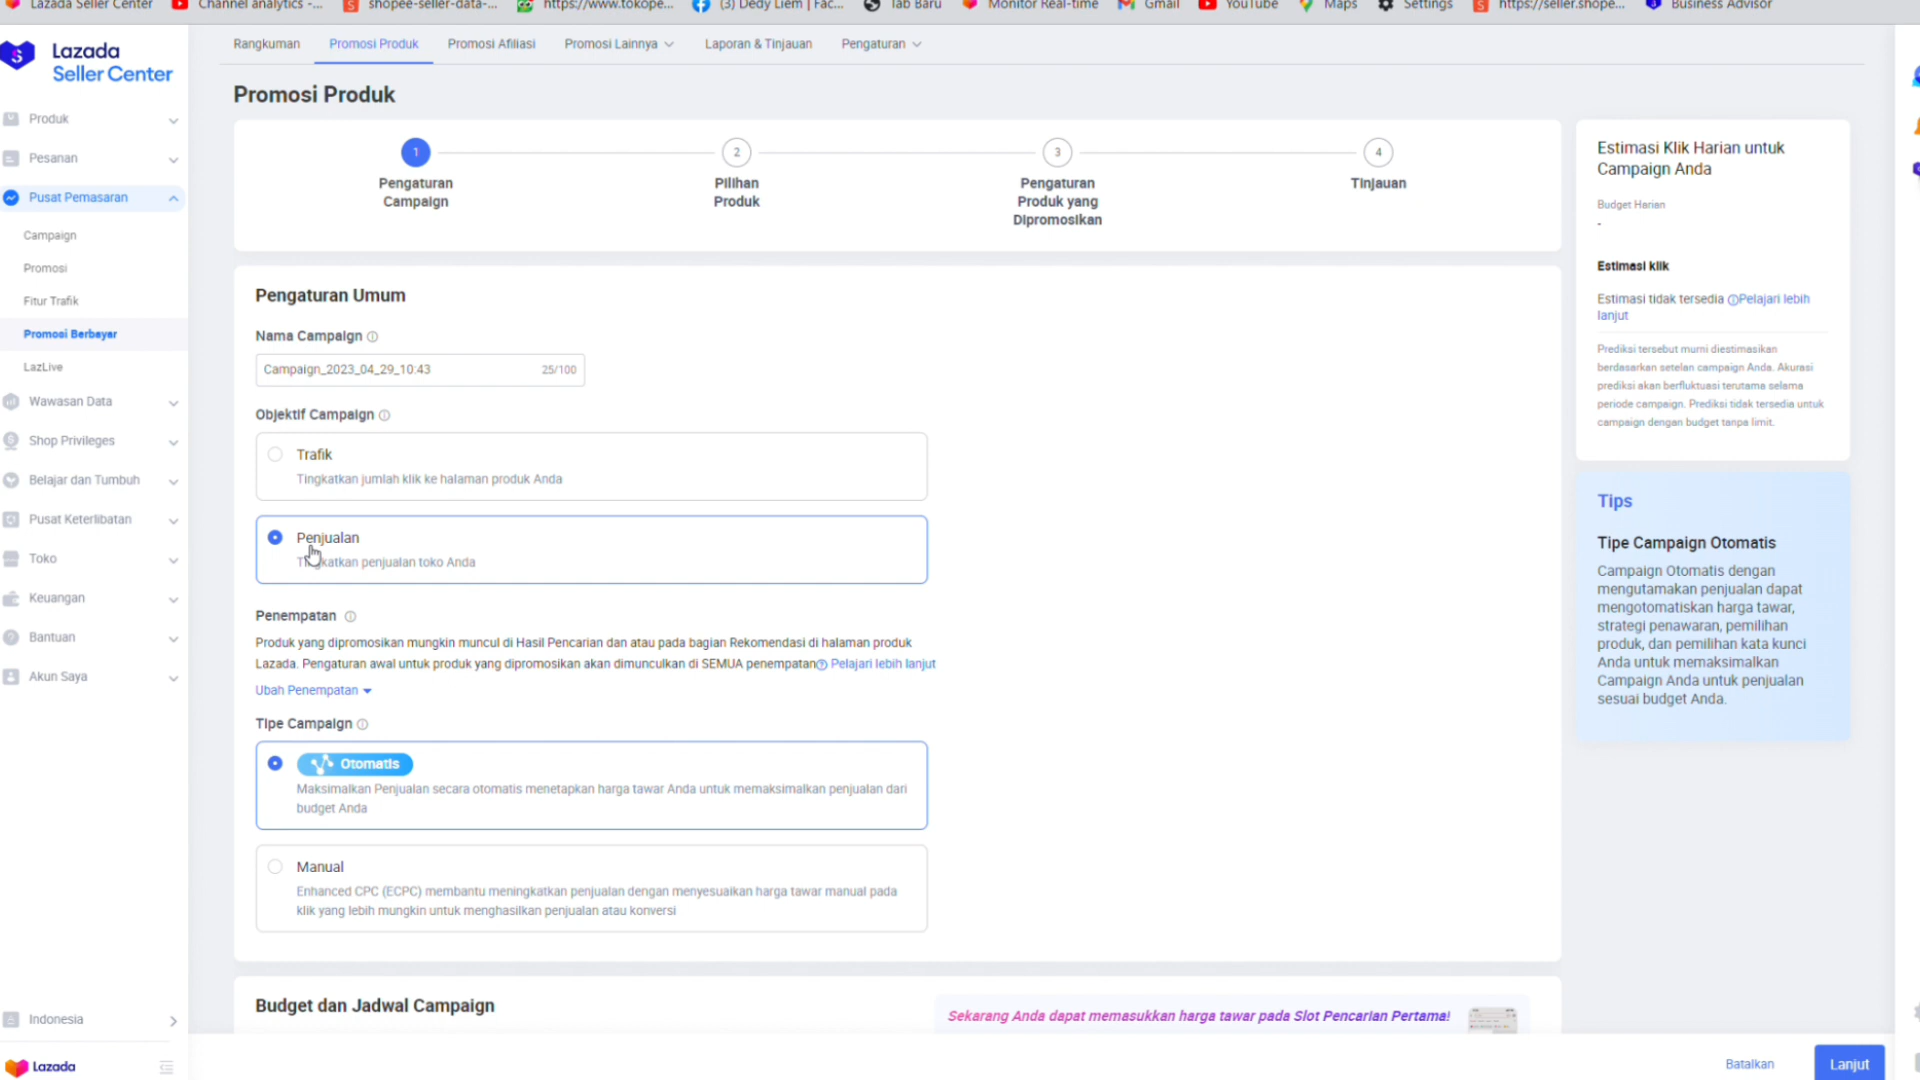 Lazada Seller Center
Channel analytics -...
shopee-seller-data-...
https://www.tokope...
(3) Dedy Liem | Fac...
Tab Baru
Monitor Real-time
Gmail
YouTube
Maps
Settings
https://seller.shope...
Business Advisor
Lazada
Seller Center
Rangkuman
Promosi Produk
Promosi Afiliasi
Promosi Lainnya
Laporan & Tinjauan
Pengaturan
Produk
Pesanan
Pusat Pemasaran
Campaign
Promosi
Fitur Trafik
Promosi Berbayar
LazLive
Wawasan Data
Shop Privileges
Belajar dan Tumbuh
Pusat Keterlibatan
Toko
Keuangan
Bantuan
Akun Saya
Indonesia
Lazada
Promosi Produk
1
Pengaturan
Campaign
2
Pilihan
Produk
3
Pengaturan
Produk yang
Dipromosikan
4
Tinjauan
Pengaturan Umum
Nama Campaign
Campaign_2023_04_29_10:43 25/100
Objektif Campaign
Trafik
Tingkatkan jumlah klik ke halaman produk Anda
Penjualan
katkan penjualan toko Anda
Penempatan
Produk yang dipromosikan mungkin muncul di Hasil Pencarian dan atau pada bagian Rekomendasi di halaman produk
Lazada. Pengaturan awal untuk produk yang dipromosikan akan dimunculkan di SEMUA penempatan Pelajari lebih lanjut
Ubah Penempatan
Tipe Campaign
Otomatis
Maksimalkan Penjualan secara otomatis menetapkan harga tawar Anda untuk memaksimalkan penjualan dari
budget Anda
Manual
Enhanced CPC (ECPC) membantu meningkatkan penjualan dengan menyesuaikan harga tawar manual pada
klik yang lebih mungkin untuk menghasilkan penjualan atau konversi
Budget dan Jadwal Campaign
Sekarang Anda dapat memasukkan harga tawar pada Slot Pencarian Pertama!
Estimasi Klik Harian untuk
Campaign Anda
Budget Harian
-
Estimasi klik
Estimasi tidak tersedia Pelajari lebih
lanjut
Prediksi tersebut murni diestimasikan
berdasarkan setelan campaign Anda. Akurasi
prediksi akan berfluktuasi terutama selama
periode campaign. Prediksi tidak tersedia untuk
campaign dengan budget tanpa limit.
Tips
Tipe Campaign Otomatis
Campaign Otomatis dengan
mengutamakan penjualan dapat
mengotomatiskan harga tawar,
strategi penawaran, pemilihan
produk, dan pemilihan kata kunci
Anda untuk memaksimalkan
Campaign Anda untuk penjualan
sesuai budget Anda.
Batalkan
Lanjut